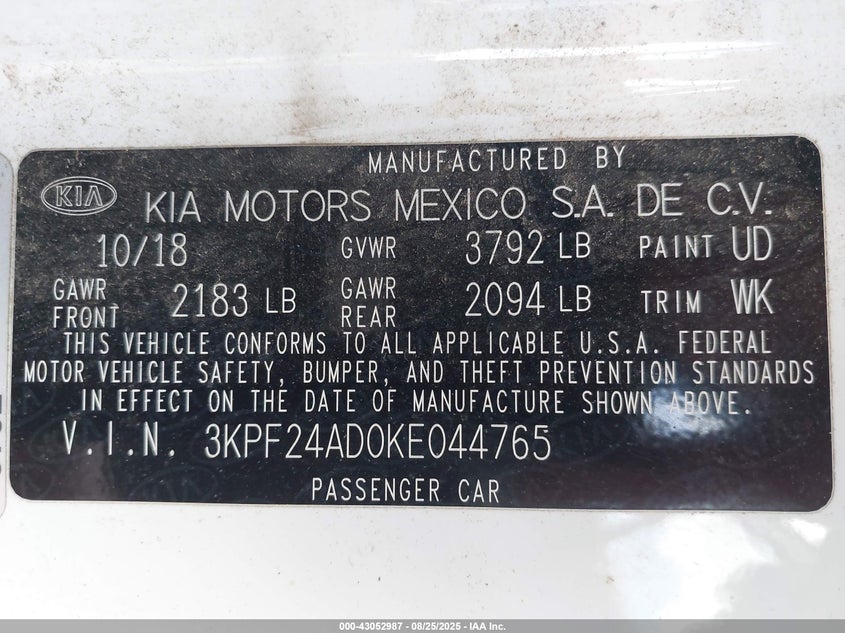 MANUFACTURED BY
KIA KIA MOTORS MEXICO S.A. DE C.V.
10/18 GVWR 3792 LB PAINT UD
GAWR FRONT 2183 LB GAWR REAR 2094 LB TRIM WK
THIS VEHICLE CONFORMS TO ALL APPLICABLE U.S.A. FEDERAL
MOTOR VEHICLE SAFETY, BUMPER, AND THEFT PREVENTION STANDARDS
IN EFFECT ON THE DATE OF MANUFACTURE SHOWN ABOVE.
V.I.N. 3KPF24AD0KE044765
PASSENGER CAR
000-43052987 - 08/25/2025 - IAA Inc.